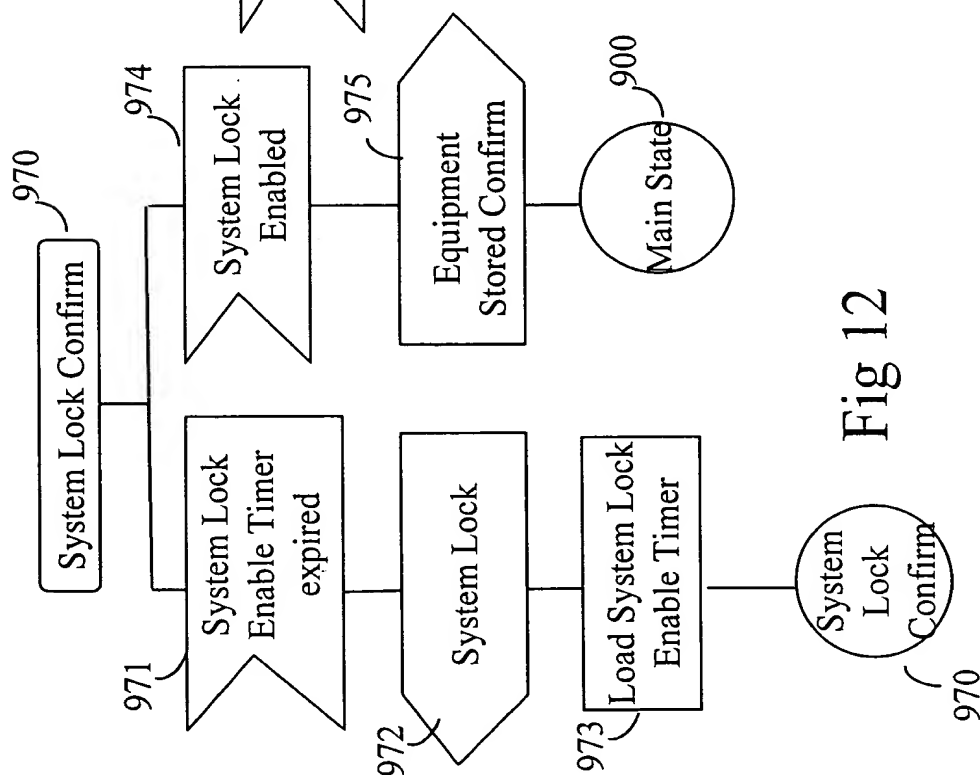 970
System Lock Confirm
971
System Lock
Enable Timer
expired
972
System Lock
973
Load System Lock
Enable Timer
System
Lock
Confirm
970
974
System Lock
Enabled
975
Equipment
Stored Confirm
900
Main State
Fig 12